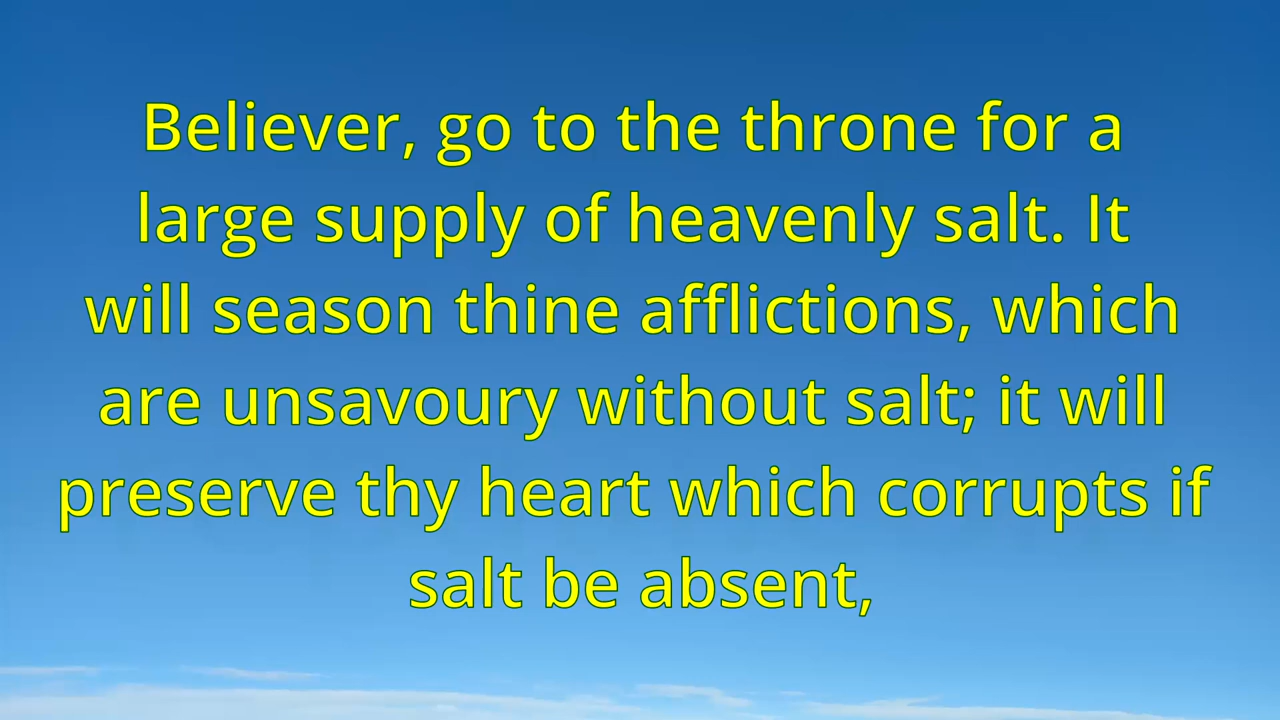 Believer, go to the throne for a
large supply of heavenly salt. It
will season thine afflictions, which
are unsavoury without salt; it will
preserve thy heart which corrupts if
salt be absent,